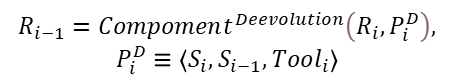 R_{i-1} = Compoment^{Deevolution}(R_i, P_i^D),
P_i^D ≡ ⟨S_i, S_{i-1}, Tool_i⟩